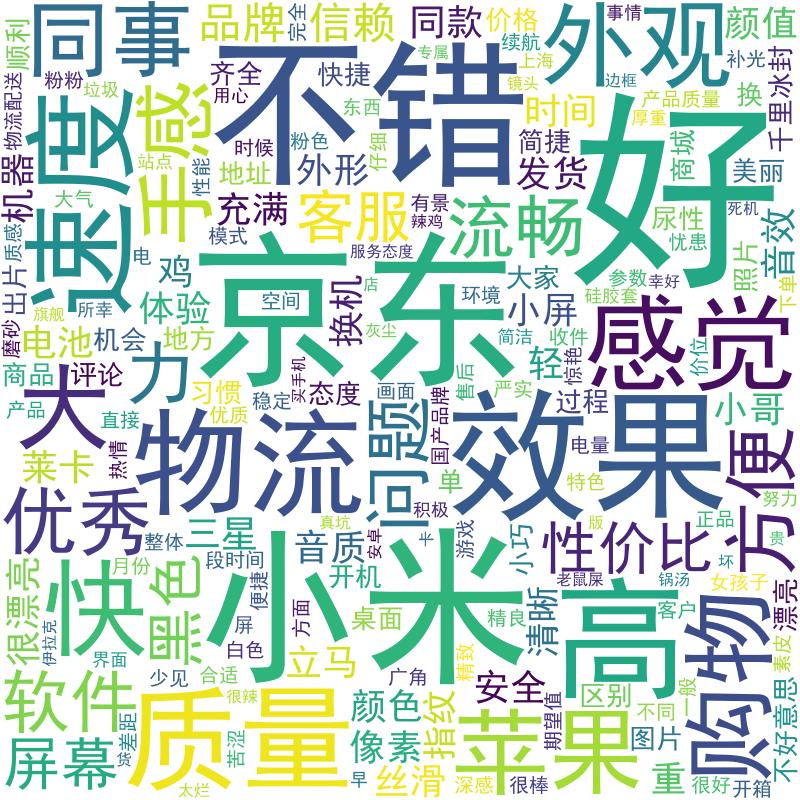 顺利
同事
品牌
完全
信赖
同款
价格
续航
事情
外观
颜值
补光
粉粉
垃圾
物流配送
速度
手感
齐全
用心
不错
快捷
专属
上海
镜头
边框
时间
产品质量
厚重
换
千里冰封
东西
粉色
时候
外形
仔细
简捷
发货
商城
美丽
好
机器
站点
性能
地址
充满
客服
有景
辣鸡
流畅
尿性
忧患
死机
音效
大气
质感
出片
电
模式
服务态度
鸡
京东
空间
店
环境
大家
参数
幸好
照片
硅胶套
下单
旗舰
所幸
体验
换机
灰尘
简洁
小屏
收件
感觉
磨砂
电池
机会
地方
轻
惊艳
价位
商品
评论
力
习惯
买手机
态度
画面
售后
严实
过程
小哥
产品
大
直接
优质
稳定
国产品牌
物流
问题
效果
电量
方便
莱卡
热情
单
特色
努力
优秀
三星
真坑
积极
正品
整体
段时间
音质
安卓
卡
游戏
小巧
性价比
版
贵
坏
很漂亮
快
月份
黑色
便捷
开机
小米
老鼠屎
锅汤
女孩子
漂亮
伊拉克
屏
方面
桌面
精良
清晰
高
客户
购物
素皮
界面
白色
少见
合适
立马
广角
精致
安全
区别
不同
一般
不好意思
软件
差距
很辣
质量
颜色
指纹
苹果
期望值
图片
屏幕
苦涩
像素
太烂
早
丝滑
深感
很棒
重
很好
开箱